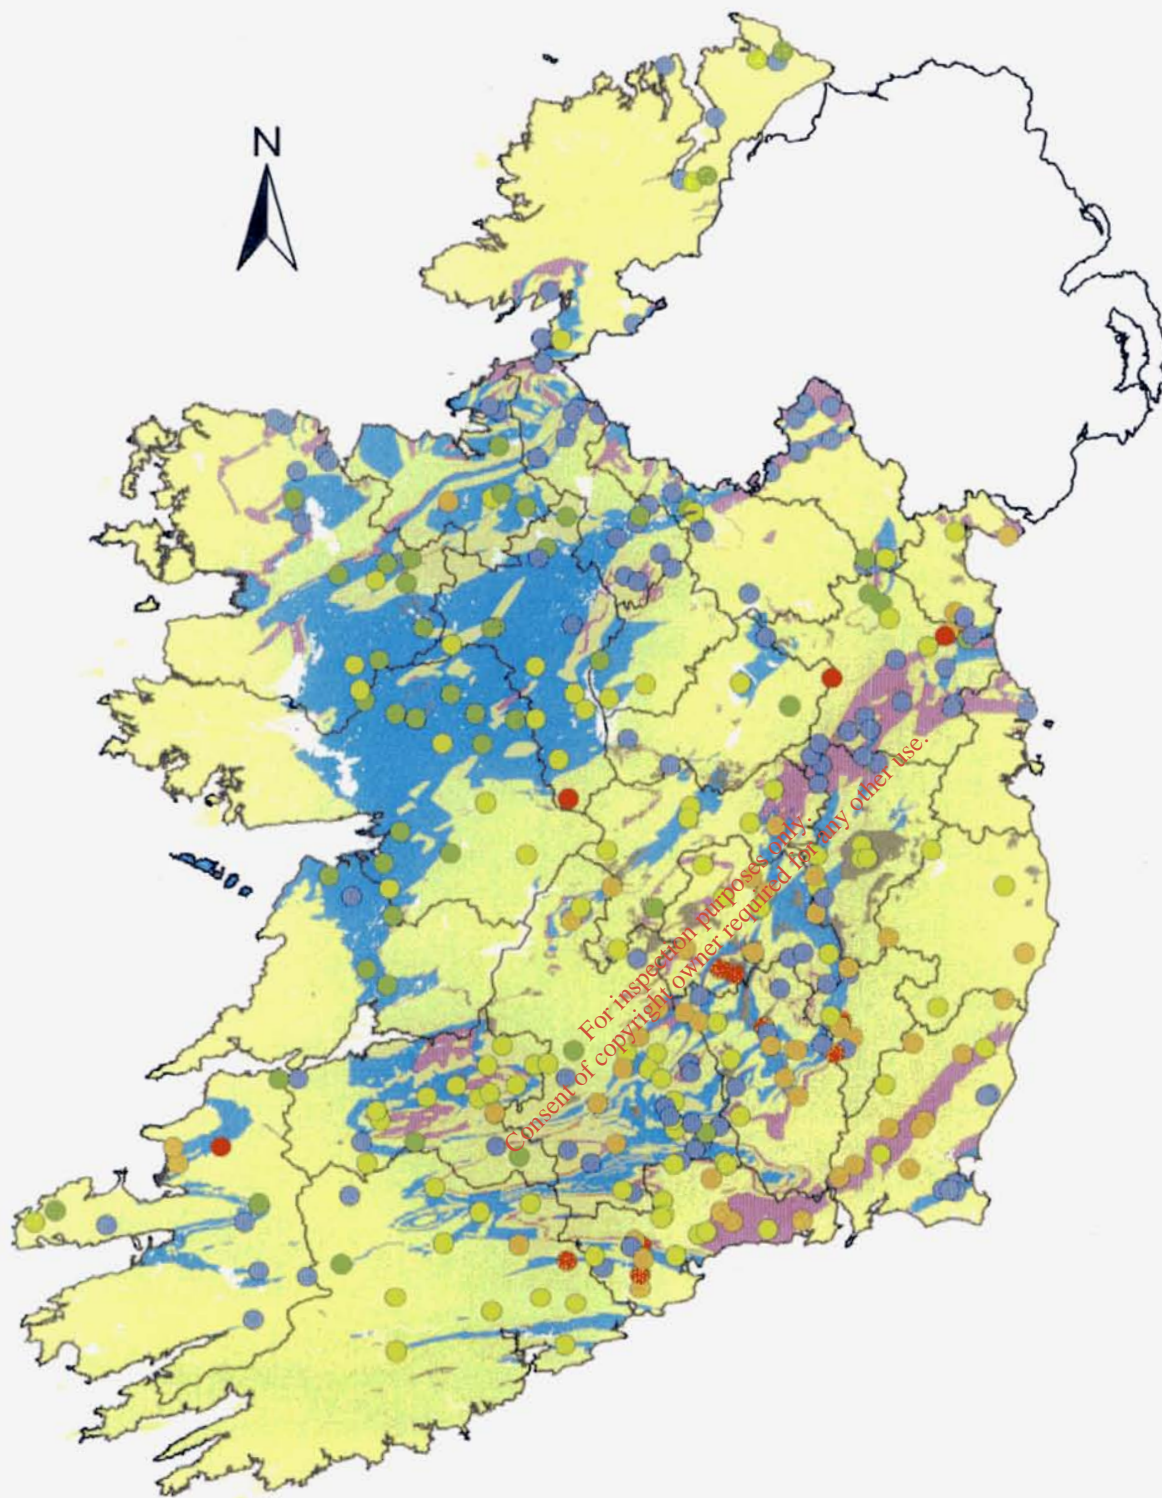 N
For inspection purposes only.
Consent of copyright owner required for any other use.